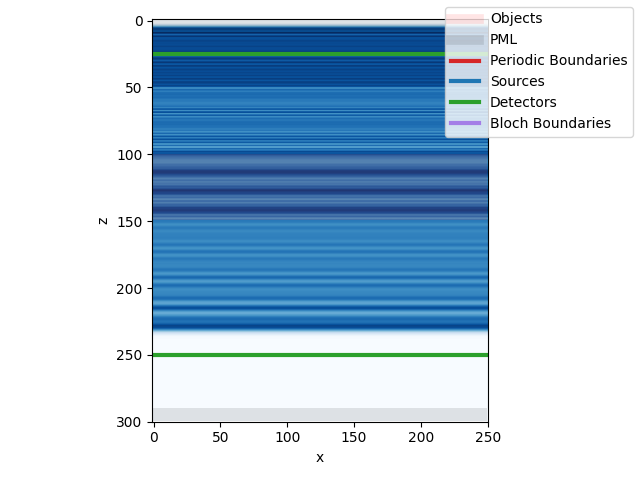 Objects
PML
Periodic Boundaries
Sources
Detectors
Bloch Boundaries
0
50
100
150
200
250
300
z
0
50
100
150
200
250
x